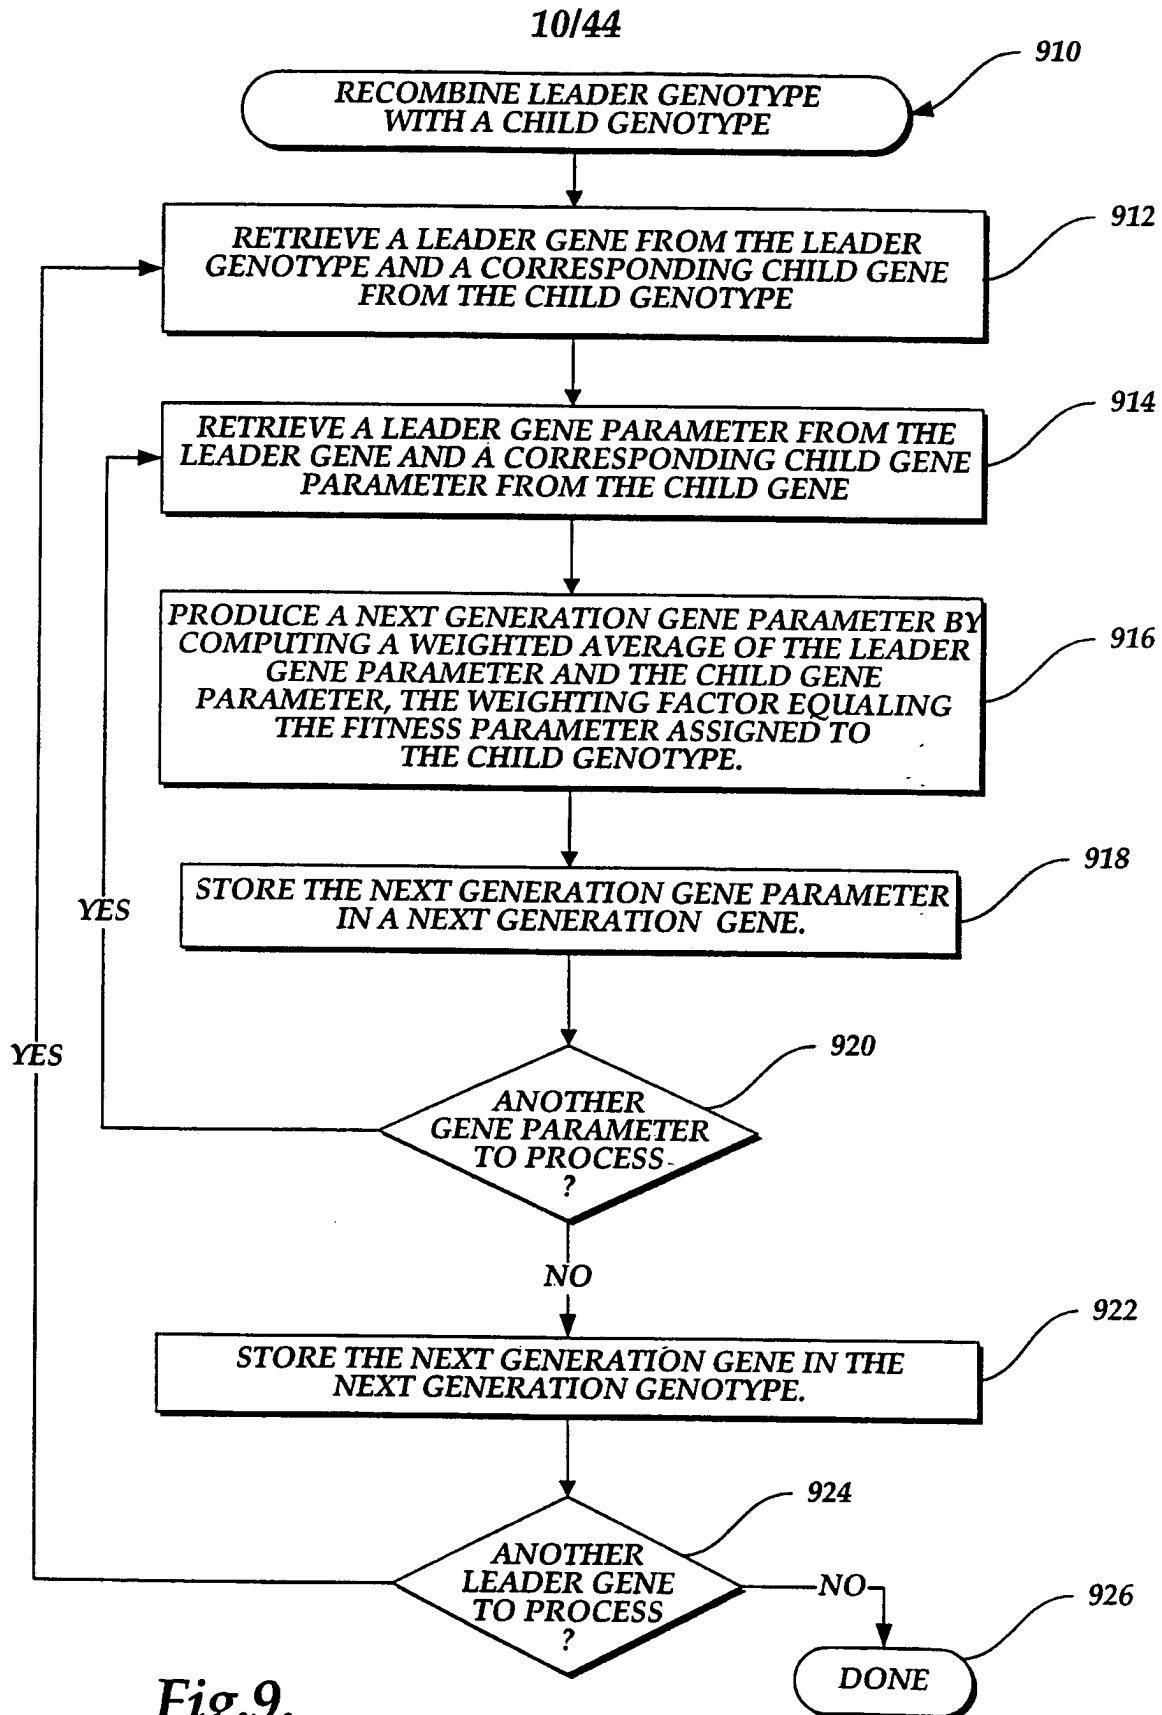 10/44
910
RECOMBINE LEADER GENOTYPE
WITH A CHILD GENOTYPE
912
RETRIEVE A LEADER GENE FROM THE LEADER
GENOTYPE AND A CORRESPONDING CHILD GENE
FROM THE CHILD GENOTYPE
914
RETRIEVE A LEADER GENE PARAMETER FROM THE
LEADER GENE AND A CORRESPONDING CHILD GENE
PARAMETER FROM THE CHILD GENE
916
PRODUCE A NEXT GENERATION GENE PARAMETER BY
COMPUTING A WEIGHTED AVERAGE OF THE LEADER
GENE PARAMETER AND THE CHILD GENE
PARAMETER, THE WEIGHTING FACTOR EQUALING
THE FITNESS PARAMETER ASSIGNED TO
THE CHILD GENOTYPE.
918
STORE THE NEXT GENERATION GENE PARAMETER
IN A NEXT GENERATION GENE.
YES
YES
920
ANOTHER
GENE PARAMETER
TO PROCESS
?
NO
922
STORE THE NEXT GENERATION GENE IN THE
NEXT GENERATION GENOTYPE.
924
ANOTHER
LEADER GENE
TO PROCESS
?
NO
926
DONE
Fig.9.